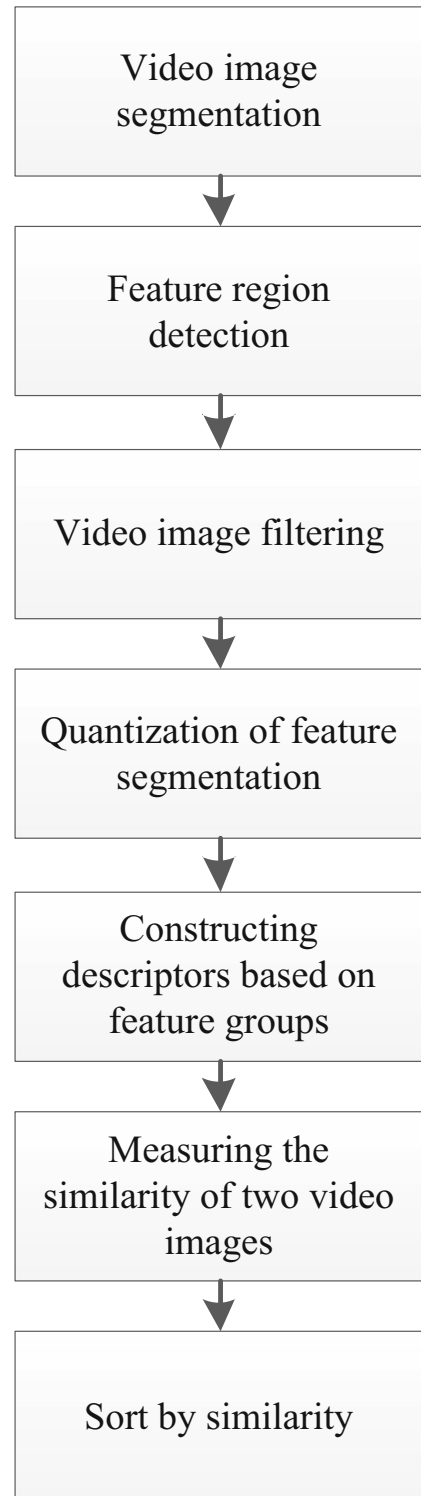 Video image
segmentation
Feature region
detection
Video image filtering
Quantization of feature
segmentation
Constructing
descriptors based on
feature groups
Measuring the
similarity of two video
images
Sort by similarity